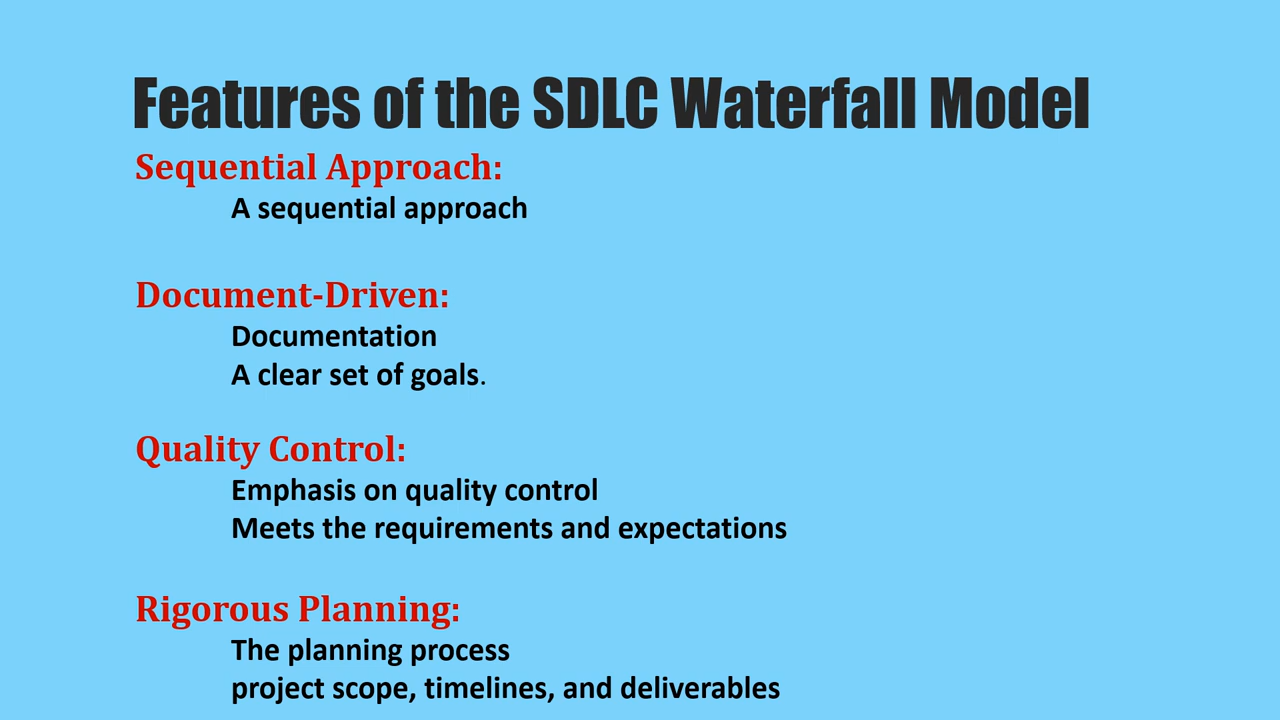 Features of the SDLC Waterfall Model
Sequential Approach:
A sequential approach
Document-Driven:
Documentation
A clear set of goals.
Quality Control:
Emphasis on quality control
Meets the requirements and expectations
Rigorous Planning:
The planning process
project scope, timelines, and deliverables